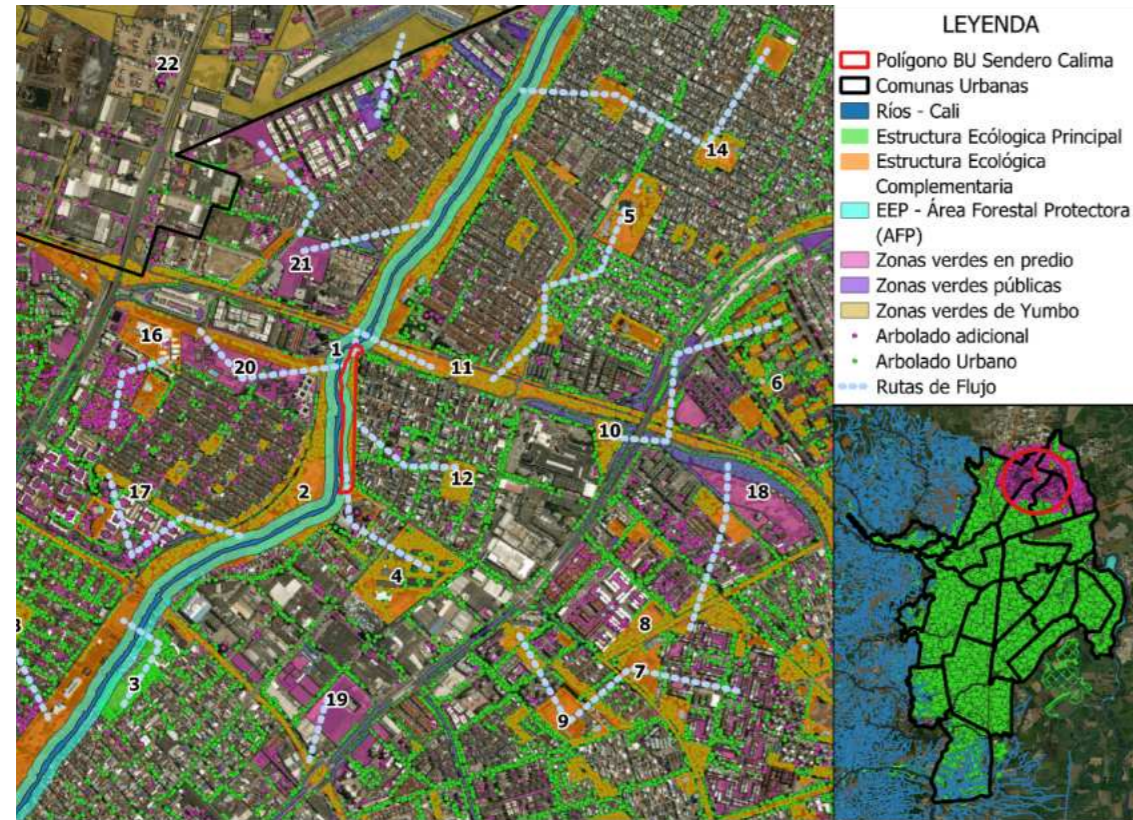 22
14
5
21
16
1
20
11
6
10
12
17
2
18
4
8
3
7
19
9
LEYENDA
Polígono BU Sendero Calima
Comunas Urbanas
Ríos - Cali
Estructura Ecólogica Principal
Estructura Ecológica
Complementaria
EEP - Área Forestal Protectora
(AFP)
Zonas verdes en predio
Zonas verdes públicas
Zonas verdes de Yumbo
Arbolado adicional
Arbolado Urbano
Rutas de Flujo